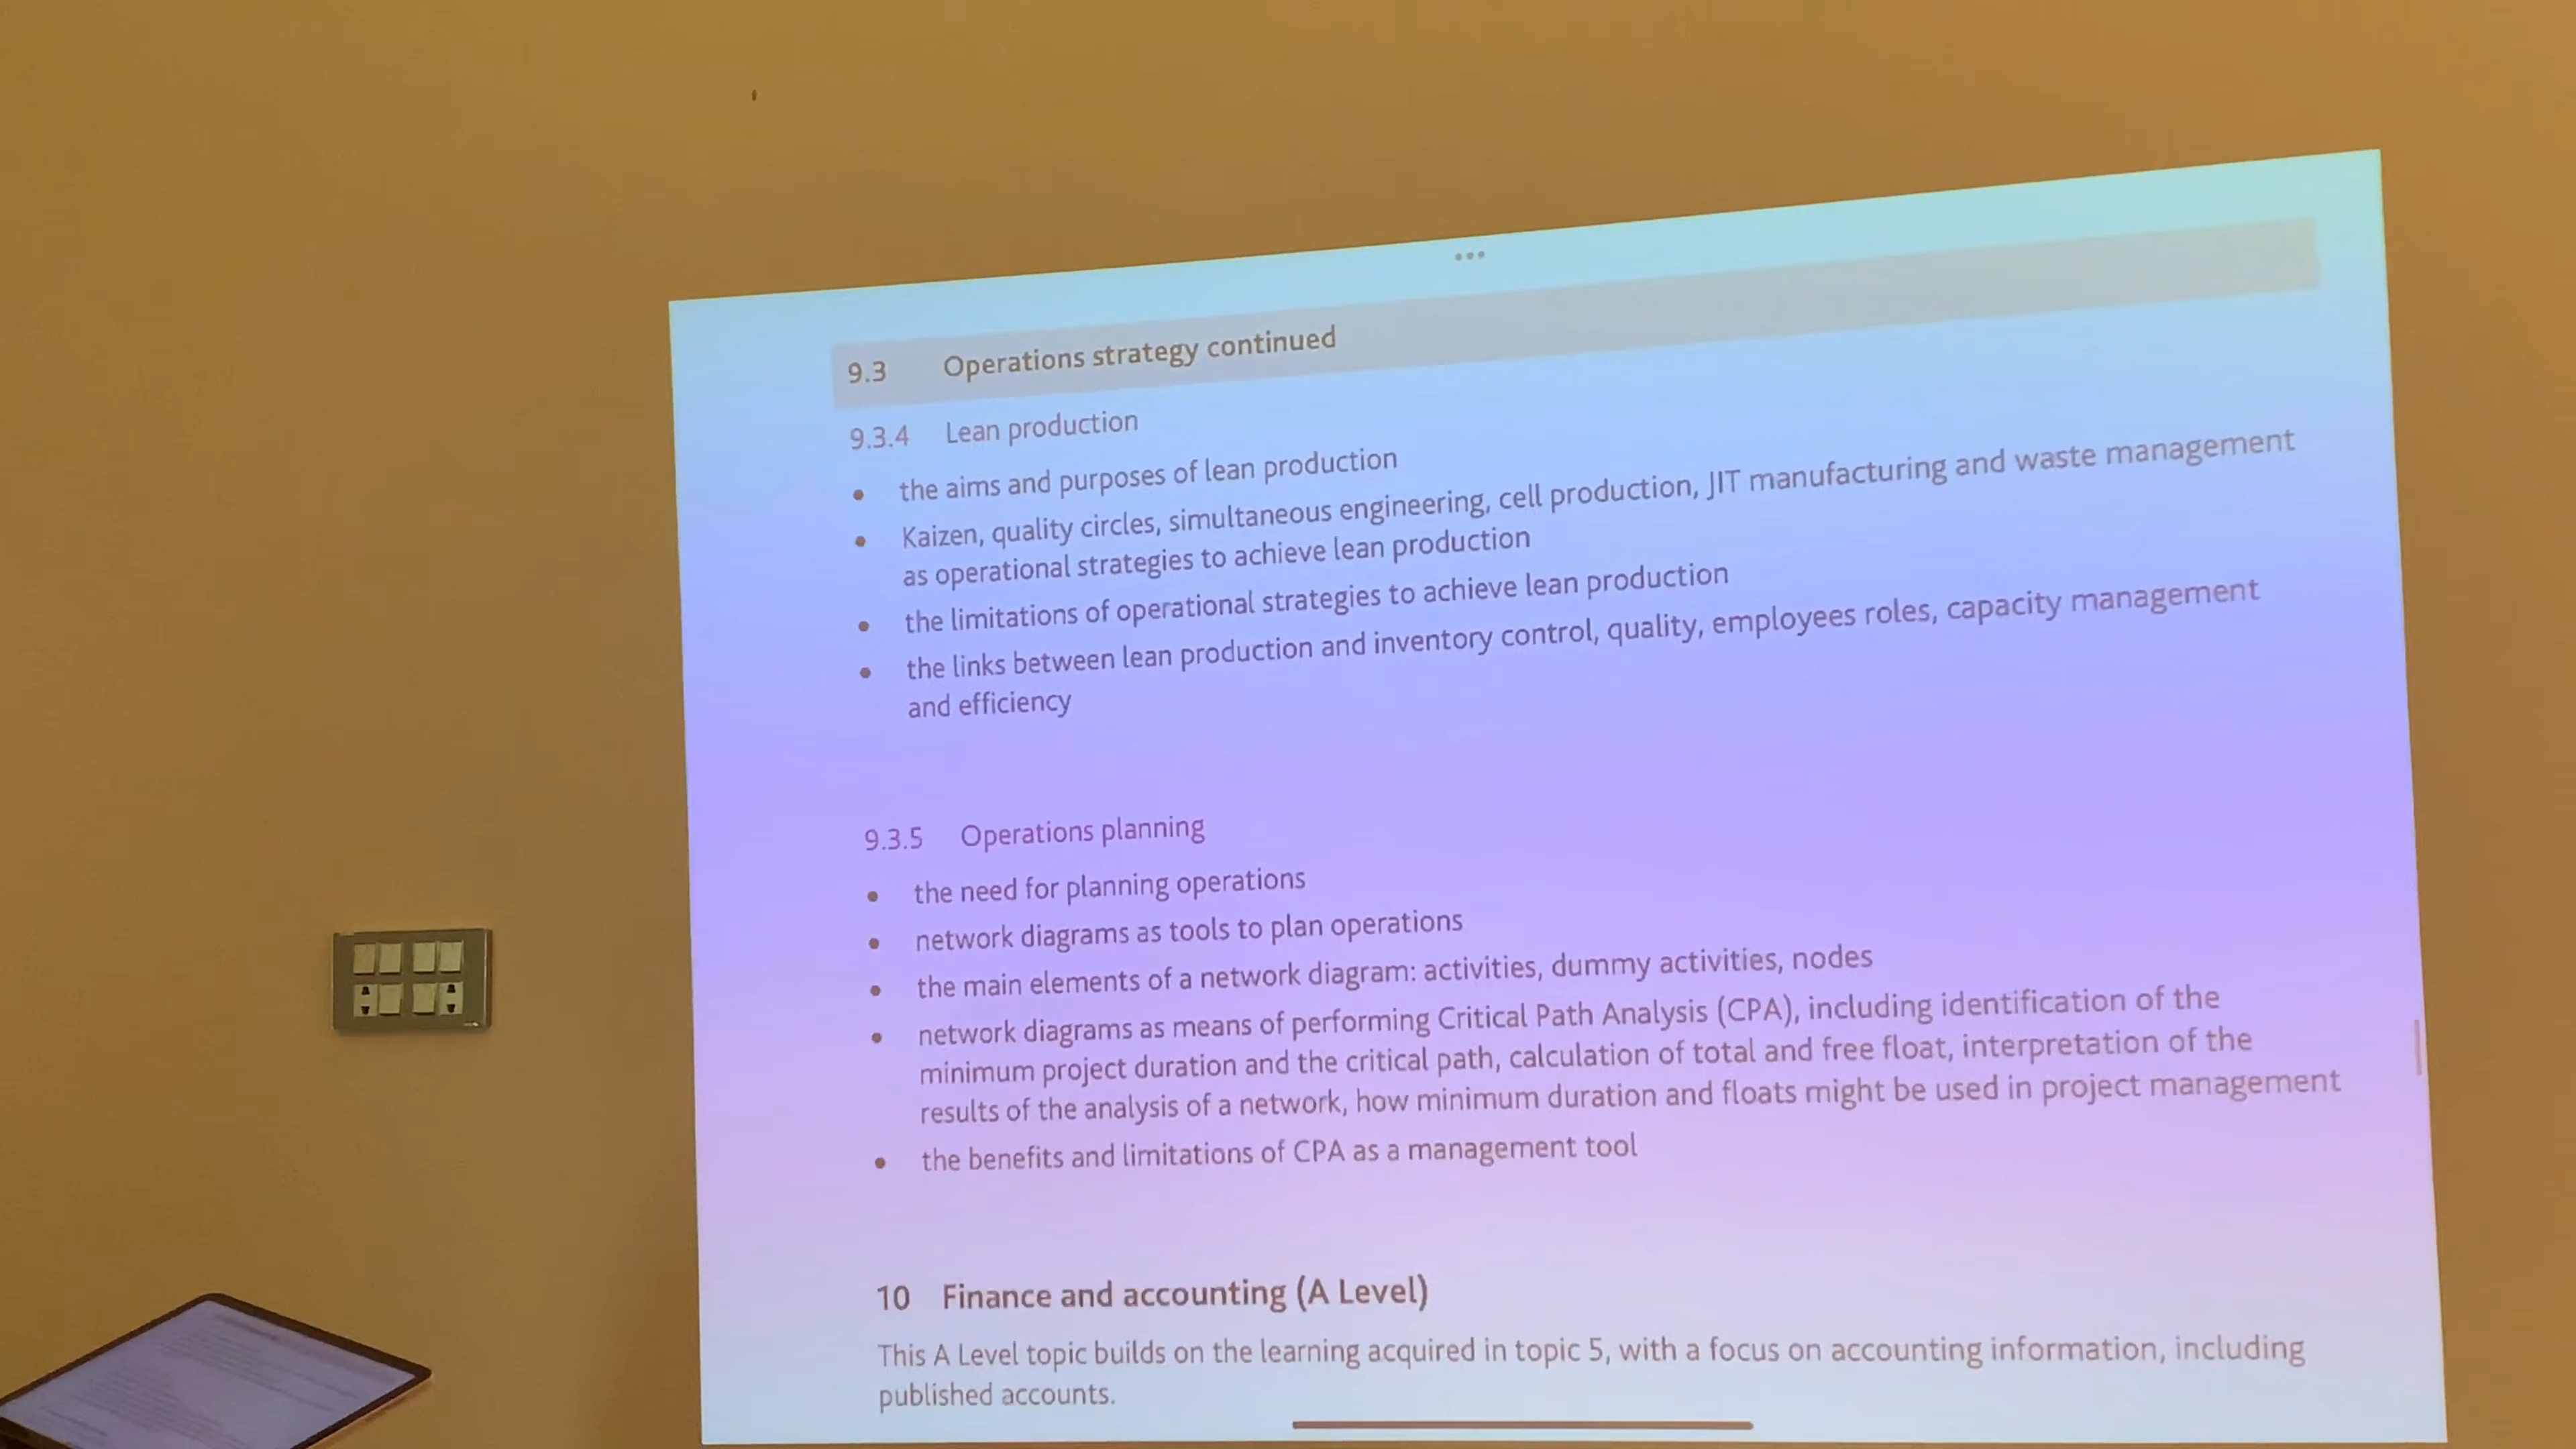 9.3 Operations strategy continued
9.3.4 Lean production
• the aims and purposes of lean production
• Kaizen, quality circles, simultaneous engineering, cell production, JIT manufacturing and waste management
as operational strategies to achieve lean production
• the limitations of operational strategies to achieve lean production
• the links between lean production and inventory control, quality, employees roles, capacity management
and efficiency
9.3.5 Operations planning
• the need for planning operations
• network diagrams as tools to plan operations
• the main elements of a network diagram: activities, dummy activities, nodes
• network diagrams as means of performing Critical Path Analysis (CPA), including identification of the
minimum project duration and the critical path, calculation of total and free float, interpretation of the
results of the analysis of a network, how minimum duration and floats might be used in project management
• the benefits and limitations of CPA as a management tool
10 Finance and accounting (A Level)
This A Level topic builds on the learning acquired in topic 5, with a focus on accounting information, including
published accounts.